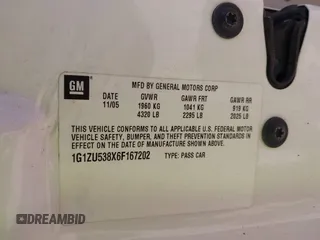 GM
MFD BY GENERAL MOTORS CORP
DATE GVWR GAWR FRT GAWR RR
11/05 1960 KG 1041 KG 919 KG
4320 LB 2295 LB 2025 LB
THIS CAR CONFORMS TO ALL APPLICABLE U.S. FEDERAL MOTOR
VEHICLE SAFETY, BUMPER, AND THEFT PREVENTION STANDARDS
IN EFFECT ON THE DATE OF MANUFACTURE SHOWN ABOVE.
1G1ZU538X6F167202 TYPE: PASS CAR
DREAMBID